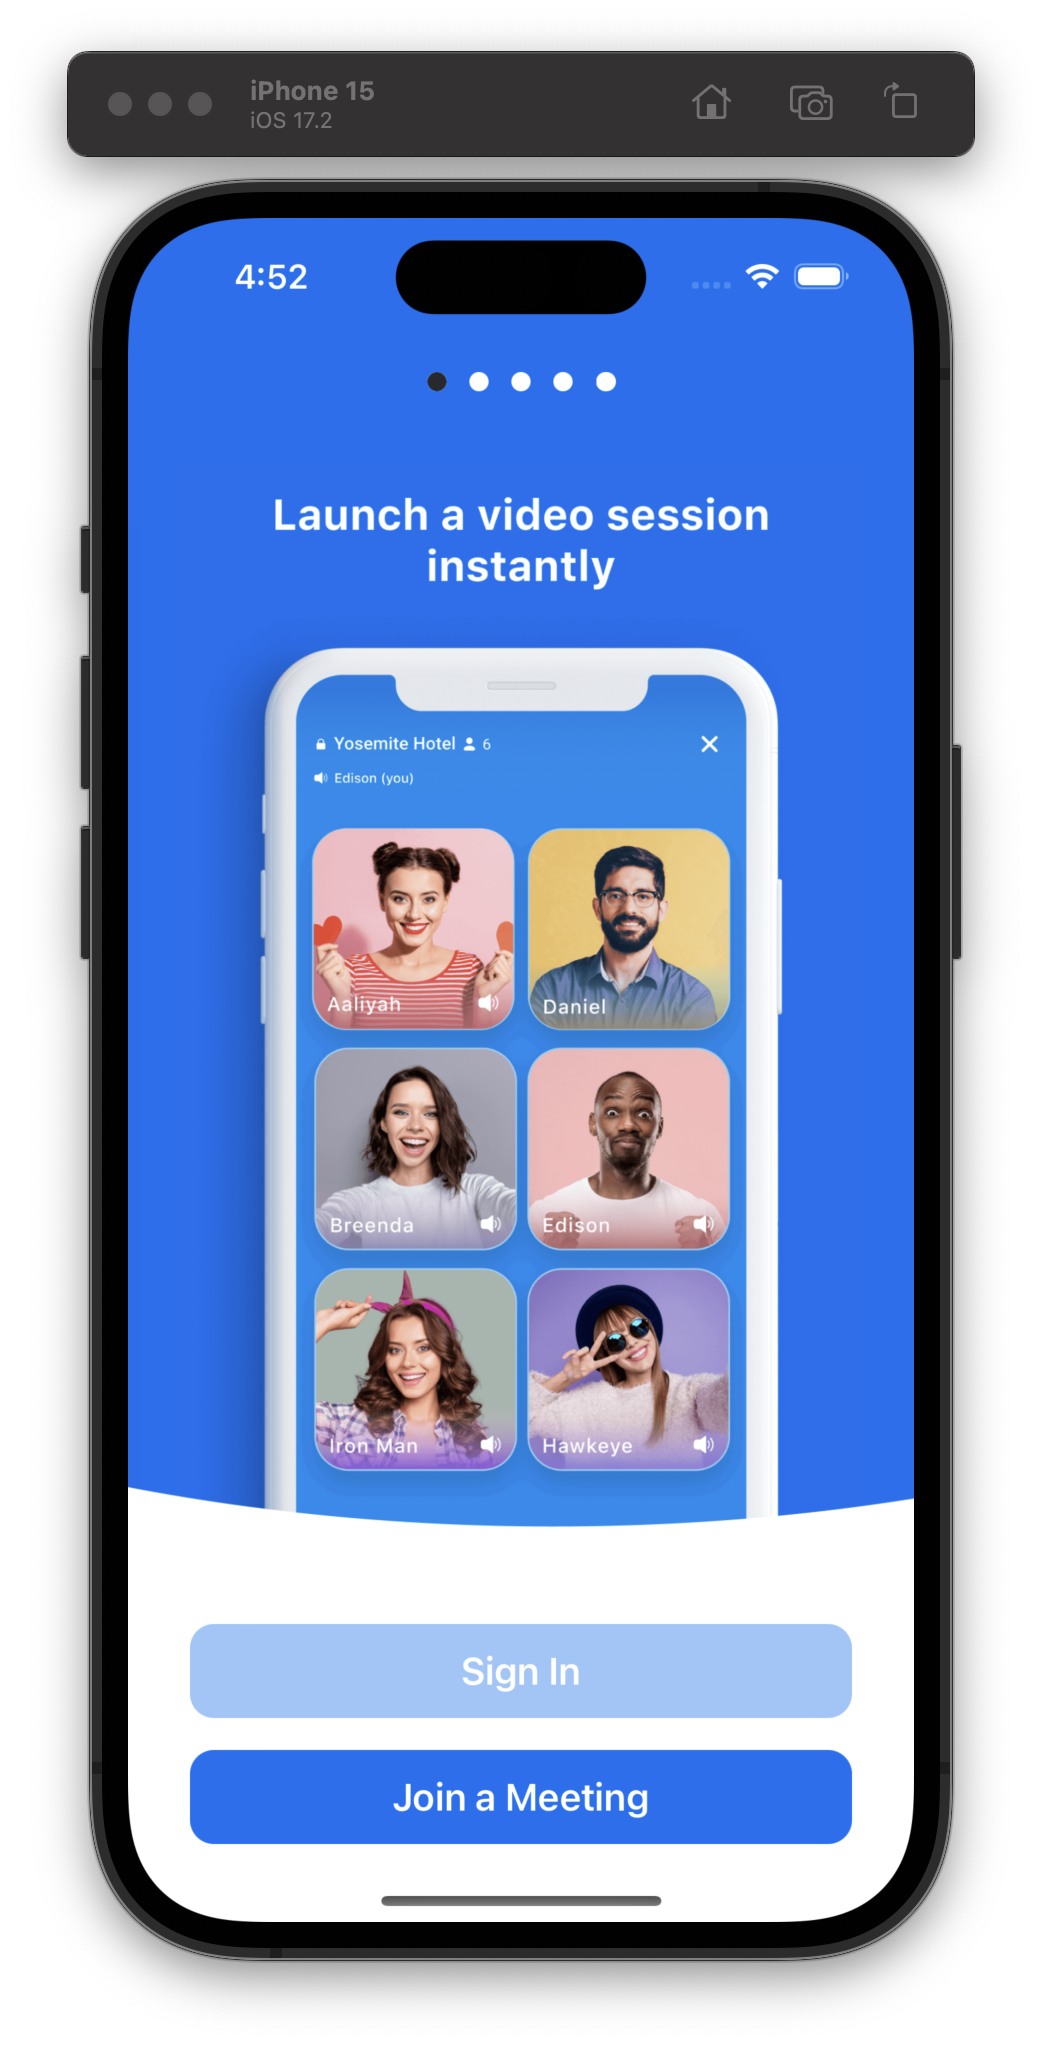 iPhone 15
iOS 17.2
4:52
Launch a video session
instantly
Yosemite Hotel 6
Edison (you)
Aaliyah
Daniel
Breenda
Edison
Iron Man
Hawkeye
Sign In
Join a Meeting